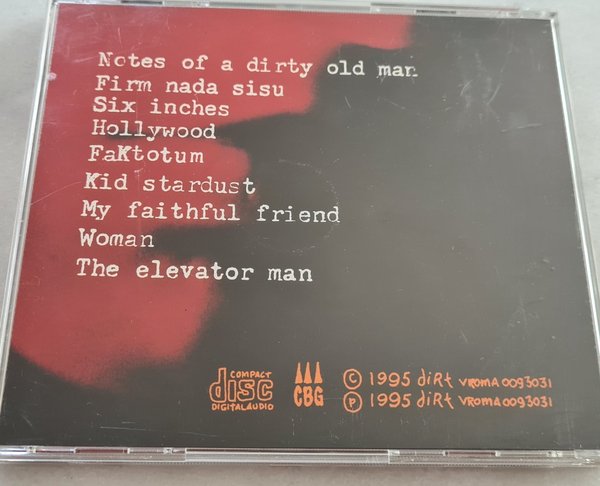 Notes of a dirty old man
Firm nada sisu
Six inches
Hollywood
FaKtotum
Kid stardust
My faithful friend
Woman
The elevator man
COMPACT
disc
DIGITAL AUDIO
CBG
© 1995 diRt VROMA 0093031
℗ 1995 diRt VROMA 0093031